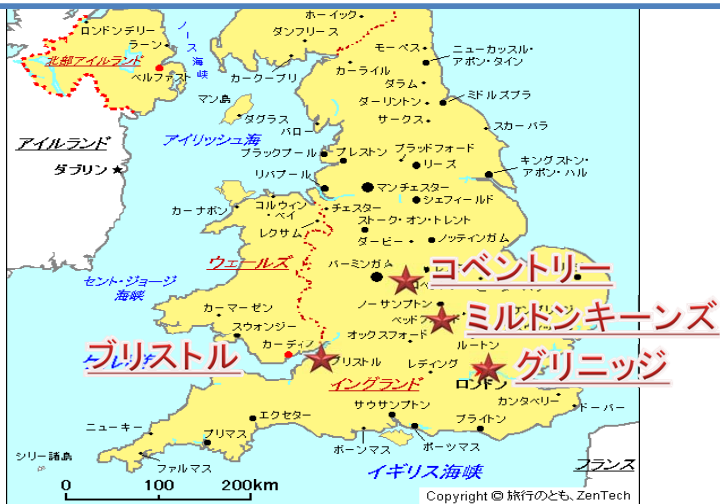 ホーイック
ロンドンデリー
ダンフリース
ラーン
ノース海峡
モーペス
ニューカッスル・
アポン・タイン
北部アイルランド
ベルファスト
カークーブリ
カーライル
ダラム
マン島
ダーリントン
ミドルズブラ
ダグラス
サークス
スカーバラ
バロー
アイルランド
アイリッシュ海
ブラックプール
プレストン
ブラッドフォード
キングストン・
アポン・ハル
ダブリン
リーズ
リバプール
マンチェスター
シェフィールド
カーナボン
コルウィン
・ベイ
チェスター
ストーク・オン・トレント
レクサム
ダービー
ノッティンガム
ウェールズ
バーミンガム
コベントリー
セント・ジョージ
海峡
ノーサンプトン
カーマーゼン
ミルトンキーンズ
スウォンジー
オックスフォード
ルートン
カーディフ
ブリストル
ブリストル
レディング
グリニッジ
イングランド
ロンドン
カンタベリー
サウサンプトン
ドーバー
エクセター
ブライトン
ニューキー
プリマス
ボーンマス
ポーツマス
シリー諸島
イギリス海峡
フランス
ファルマス
0 100 200km
Copyright © 旅行のとも、ZenTech